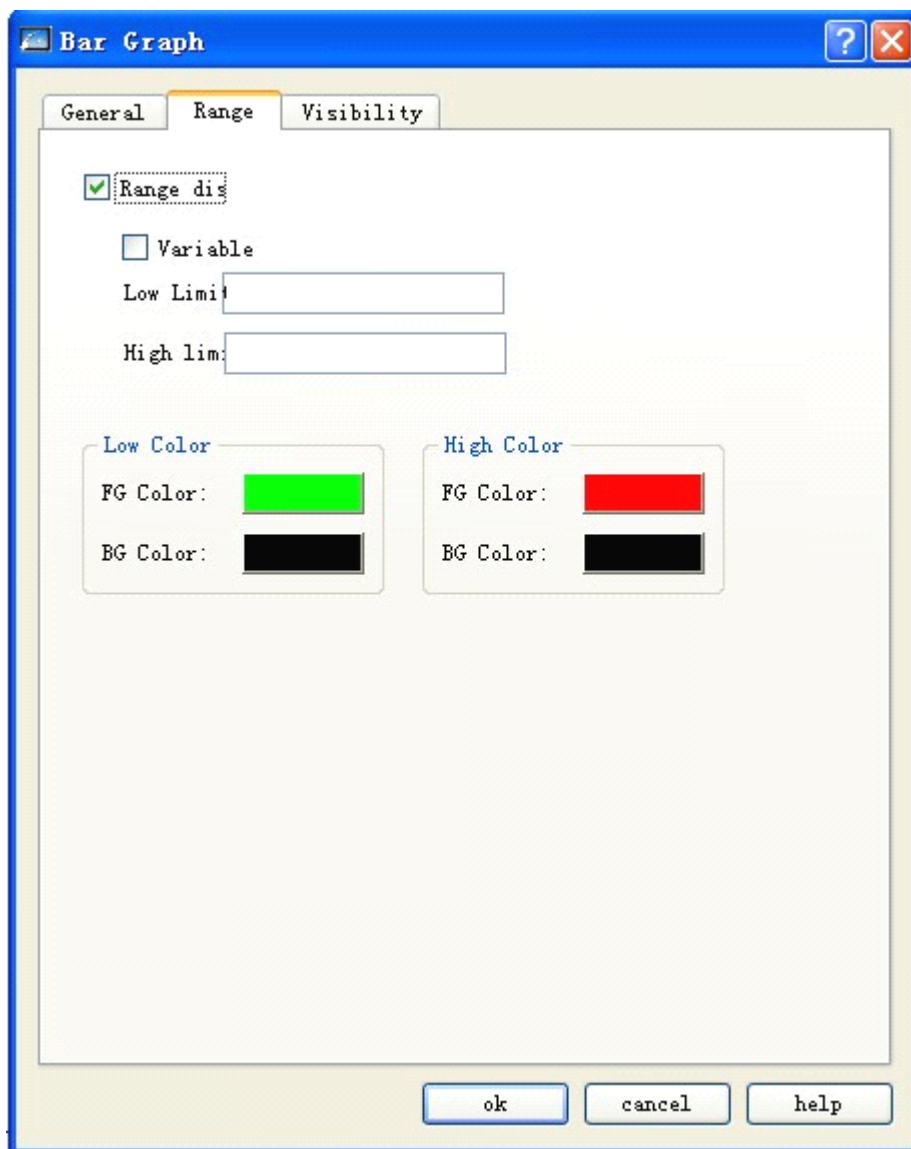 Bar Graph
?
General Range Visibility
Range dis
Variable
Low Limit
High lim
Low Color High Color
FG Color: FG Color:
BG Color: BG Color:
ok cancel help